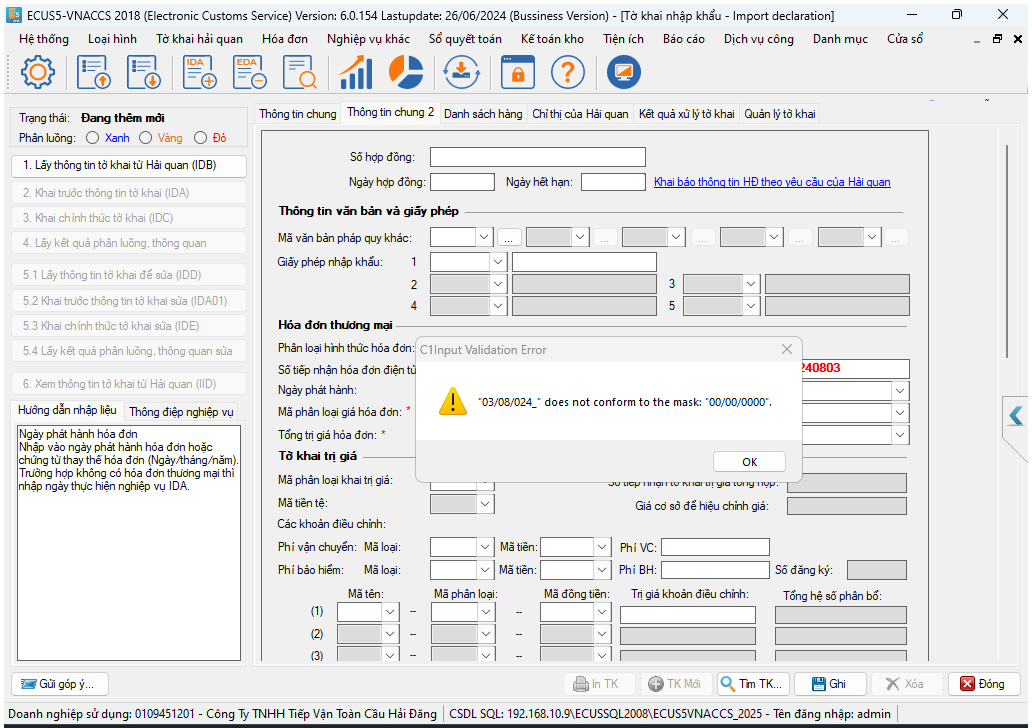 ECUS5-VNACCS 2018 (Electronic Customs Service) Version: 6.0.154 Lastupdate: 26/06/2024 (Bussiness Version) - [Tờ khai nhập khẩu - Import declaration]
Hệ thống Loại hình Tờ khai hải quan Hóa đơn Nghiệp vụ khác Sổ quyết toán Kế toán kho Tiện ích Báo cáo Dịch vụ công Danh mục Cửa sổ
IDA EDA
Trạng thái: Đang thêm mới
Phân luồng: Xanh Vàng Đỏ
1. Lấy thông tin tờ khai từ Hải quan (IDB)
2. Khai trước thông tin tờ khai (IDA)
3. Khai chính thức tờ khai (IDC)
4. Lấy kết quả phân luồng, thông quan
5.1 Lấy thông tin tờ khai để sửa (IDD)
5.2 Khai trước thông tin tờ khai sửa (IDA01)
5.3 Khai chính thức tờ khai sửa (IDE)
5.4 Lấy kết quả phân luồng, thông quan sửa
6. Xem thông tin tờ khai từ Hải quan (IID)
Hướng dẫn nhập liệu Thông điệp nghiệp vụ
Ngày phát hành hóa đơn
Nhập vào ngày phát hành hóa đơn hoặc
chứng từ thay thế hóa đơn (Ngày/tháng/năm).
Trường hợp không có hóa đơn thương mại thì
nhập ngày thực hiện nghiệp vụ IDA.
Thông tin chung Thông tin chung 2 Danh sách hàng Chỉ thị của Hải quan Kết quả xử lý tờ khai Quản lý tờ khai
Số hợp đồng:
Ngày hợp đồng: Ngày hết hạn: Khai báo thông tin HĐ theo yêu cầu của Hải quan
Thông tin văn bản và giấy phép
Mã văn bản pháp quy khác: ... ... ... ... ...
Giấy phép nhập khẩu: 1
2 3
4 5
Hóa đơn thương mại
Phân loại hình thức hóa đơn:
Số tiếp nhận hóa đơn điện tử 240803
Ngày phát hành:
Mã phân loại giá hóa đơn: *
Tổng trị giá hóa đơn: *
C1Input Validation Error
"03/08/024_" does not conform to the mask: "00/00/0000".
OK
Tờ khai trị giá
Mã phân loại khai trị giá: Số tiếp nhận tờ khai trị giá tổng hợp:
Mã tiền tệ: Giá cơ sở để hiệu chỉnh giá:
Các khoản điều chỉnh:
Phí vận chuyển: Mã loại: Mã tiền: Phí VC:
Phí bảo hiểm: Mã loại: Mã tiền: Phí BH: Số đăng ký:
Mã tên: Mã phân loại: Mã đồng tiền: Trị giá khoản điều chỉnh: Tổng hệ số phân bổ:
(1) -- --
(2) -- --
(3) -- --
Gửi góp ý... In TK TK Mới Tìm TK... Ghi Xóa Đóng
Doanh nghiệp sử dụng: 0109451201 - Công Ty TNHH Tiếp Vận Toàn Cầu Hải Đăng CSDL SQL: 192.168.10.9\ECUSSQL2008\ECUS5VNACCS_2025 - Tên đăng nhập: admin